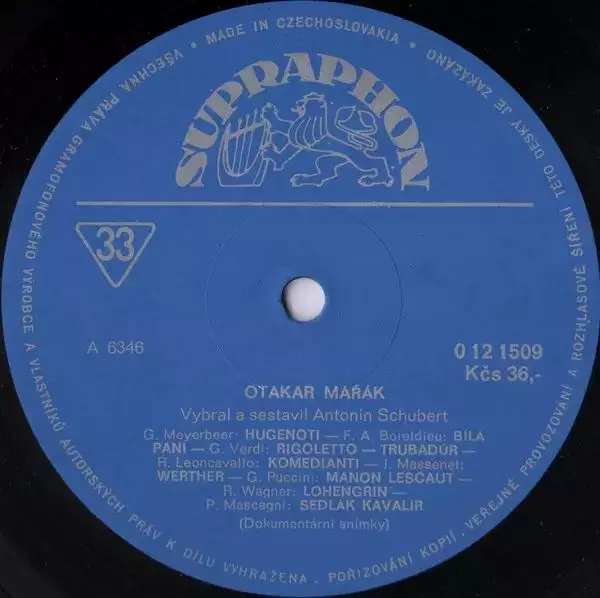 VŠECHNA PRÁVA GRAMOFONOVÉHO VÝROBCE A VLASTNÍKŮ AUTORSKÝCH PRÁV K DÍLU VYHRAŽENA. POŘIZOVÁNÍ KOPIÍ, VEŘEJNÉ PROVOZOVÁNÍ A ROZHLASOVÉ ŠÍŘENÍ TÉTO DESKY JE ZAKÁZÁNO
• MADE IN CZECHOSLOVAKIA •
SUPRAPHON
33
A 6346
0 12 1509
Kčs 36,-
OTAKAR MAŘÁK
Vybral a sestavil Antonín Schubert
G. Meyerbeer: HUGENOTI — F. A. Boieldieu: BÍLÁ
PANÍ — G. Verdi: RIGOLETTO — TRUBADÚR —
R. Leoncavallo: KOMEDIANTI — J. Massenet:
WERTHER — G. Puccini: MANON LESCAUT —
R. Wagner: LOHENGRIN —
P. Mascagni: SEDLÁK KAVALÍR
(Dokumentární snímky)